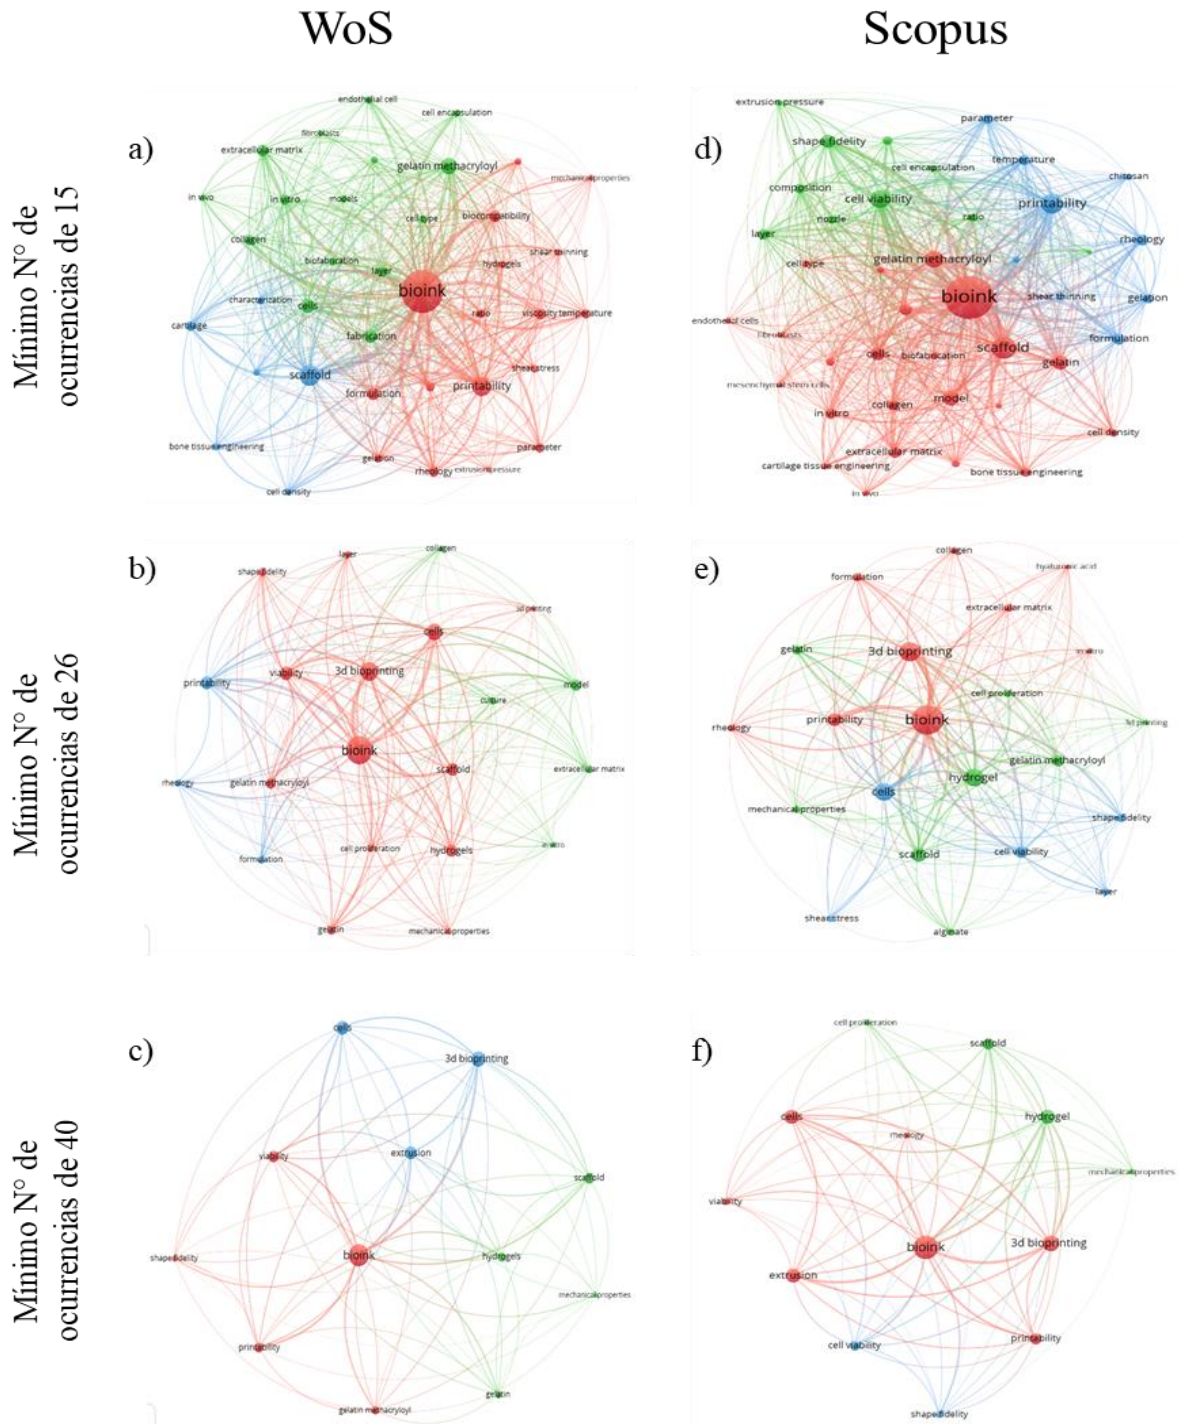 WoS
Scopus
Mínimo N° de
ocurrencias de 15
a)
endothelial cell
cell encapsulation
fibroblasts
extracellular matrix
gelatin methacryloyl
mechanical properties
in vivo
in vitro
models
cell type
biocompatibility
collagen
biofabrication
layer
hydrogels
shear thinning
bioink
characterization
cells
ratio
viscosity temperature
cartilage
fabrication
scaffold
shear stress
formulation
printability
bone tissue engineering
gelation
rheology
extrusion pressure
parameter
cell density
d)
extrusion pressure
parameter
shape fidelity
cell encapsulation
temperature
chitosan
composition
cell viability
printability
nozzle
ratio
layer
rheology
cell type
gelatin methacryloyl
bioink
shear thinning
gelation
endothelial cells
fibroblasts
scaffold
formulation
cells
biofabrication
gelatin
mesenchymal stem cells
model
in vitro
collagen
cell density
extracellular matrix
cartilage tissue engineering
bone tissue engineering
in vivo
Mínimo N° de
ocurrencias de 26
b)
layer
collagen
shape fidelity
3d printing
cells
viability
3d bioprinting
printability
model
culture
bioink
rheology
gelatin methacryloyl
scaffold
extracellular matrix
formulation
cell proliferation
hydrogels
in vitro
gelatin
mechanical properties
e)
collagen
hyaluronic acid
formulation
extracellular matrix
gelatin
3d bioprinting
in vitro
cell proliferation
rheology
printability
bioink
3d printing
gelatin methacryloyl
hydrogel
cells
mechanical properties
shape fidelity
scaffold
cell viability
layer
shear stress
alginate
Mínimo N° de
ocurrencias de 40
c)
cells
3d bioprinting
viability
extrusion
scaffold
shape fidelity
bioink
hydrogels
mechanical properties
printability
gelatin
gelatin methacryloyl
f)
cell proliferation
scaffold
cells
hydrogel
rheology
mechanical properties
viability
bioink
3d bioprinting
extrusion
cell viability
printability
shape fidelity